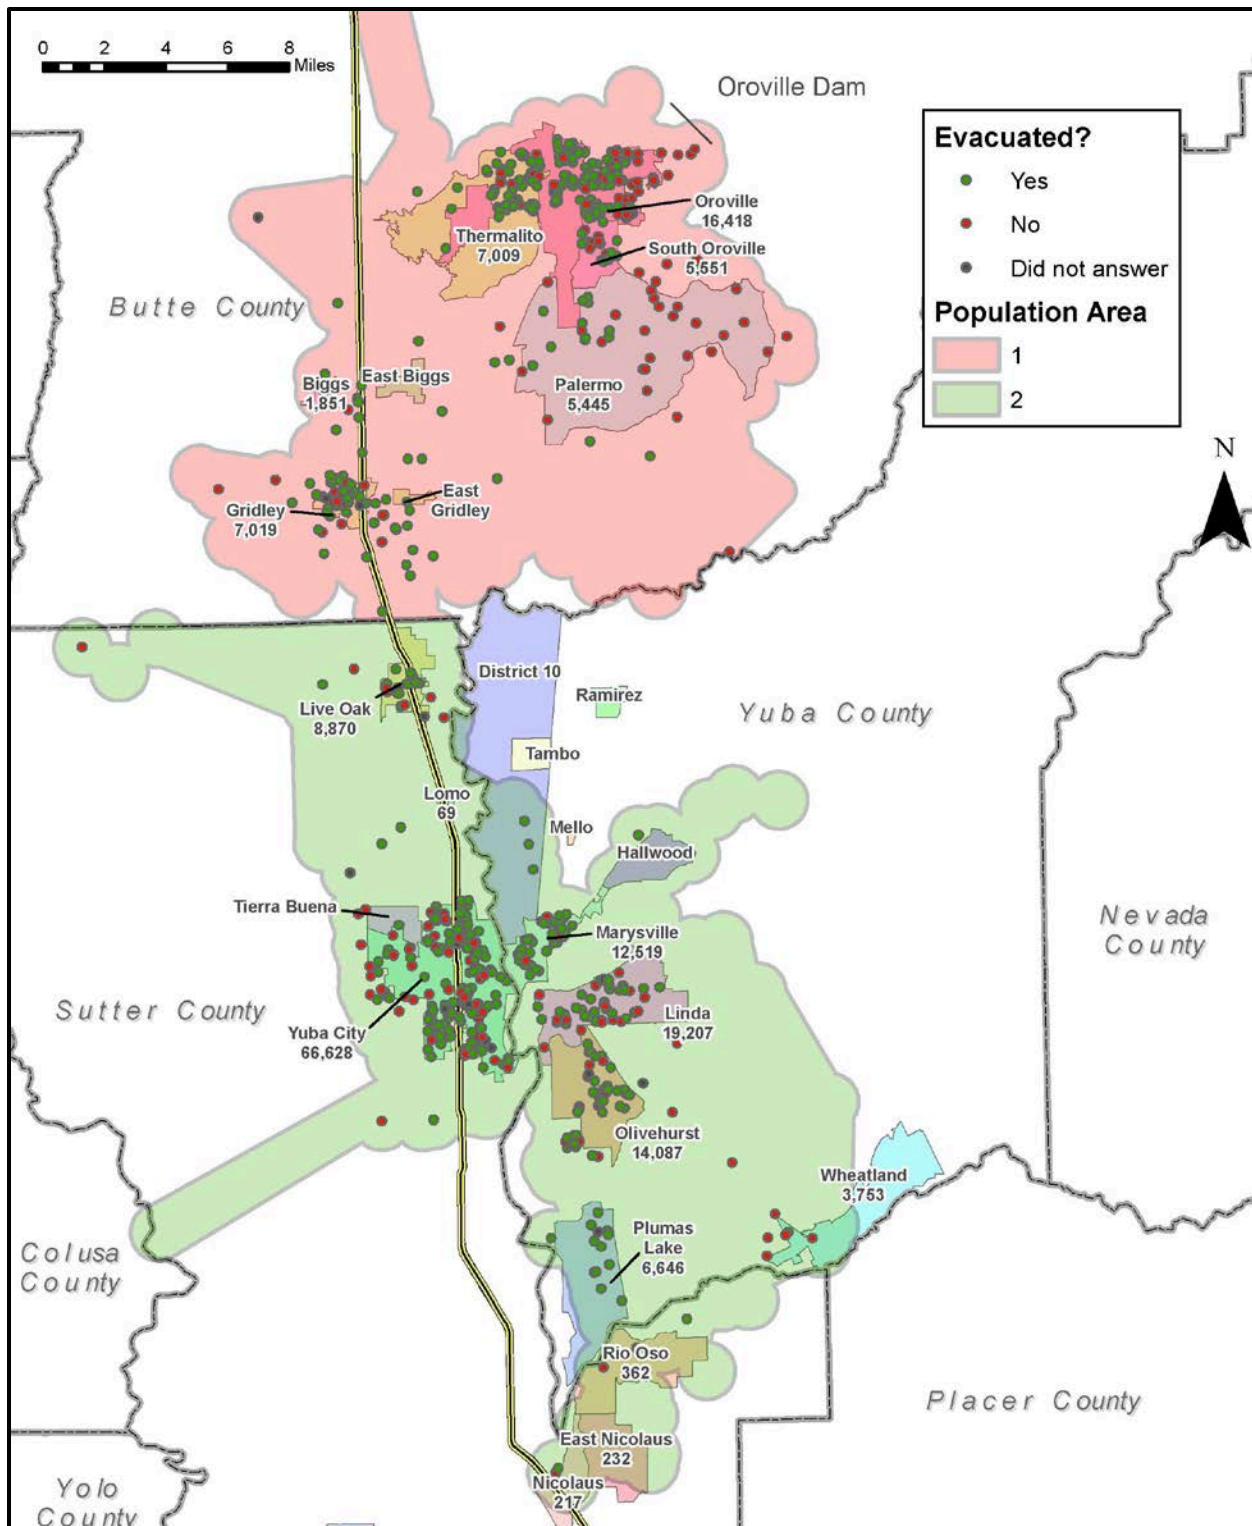 0 2 4 6 8
Miles
Oroville Dam
Evacuated?
Yes
No
Did not answer
Population Area
1
2
Oroville
16,418
Thermalito
7,009
South Oroville
5,551
Butte County
East Biggs
Biggs
1,851
Palermo
5,445
N
East
Gridley
Gridley
7,019
District 10
Ramirez
Live Oak
8,870
Yuba County
Tambo
Lomo
69
Mello
Hallwood
Tierra Buena
Marysville
12,519
Nevada
County
Sutter County
Linda
19,207
Yuba City
66,628
Olivehurst
14,087
Wheatland
3,753
Plumas
Lake
6,646
Colusa
County
Rio Oso
362
Placer County
East Nicolaus
232
Nicolaus
217
Yolo
County